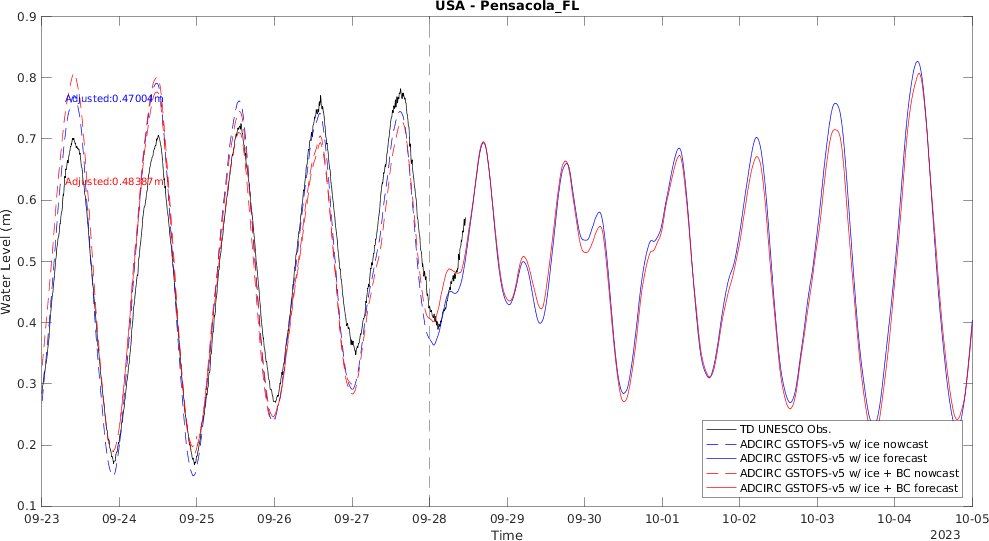 USA - Pensacola_FL
0.9
0.8
0.7
0.6
0.5
0.4
0.3
0.2
0.1
Water Level (m)
Adjusted:0.47004m
Adjusted:0.48387m
TD UNESCO Obs.
ADCIRC GSTOFS-v5 w/ ice nowcast
ADCIRC GSTOFS-v5 w/ ice forecast
ADCIRC GSTOFS-v5 w/ ice + BC nowcast
ADCIRC GSTOFS-v5 w/ ice + BC forecast
09-23 09-24 09-25 09-26 09-27 09-28 09-29 09-30 10-01 10-02 10-03 10-04 10-05
Time
2023